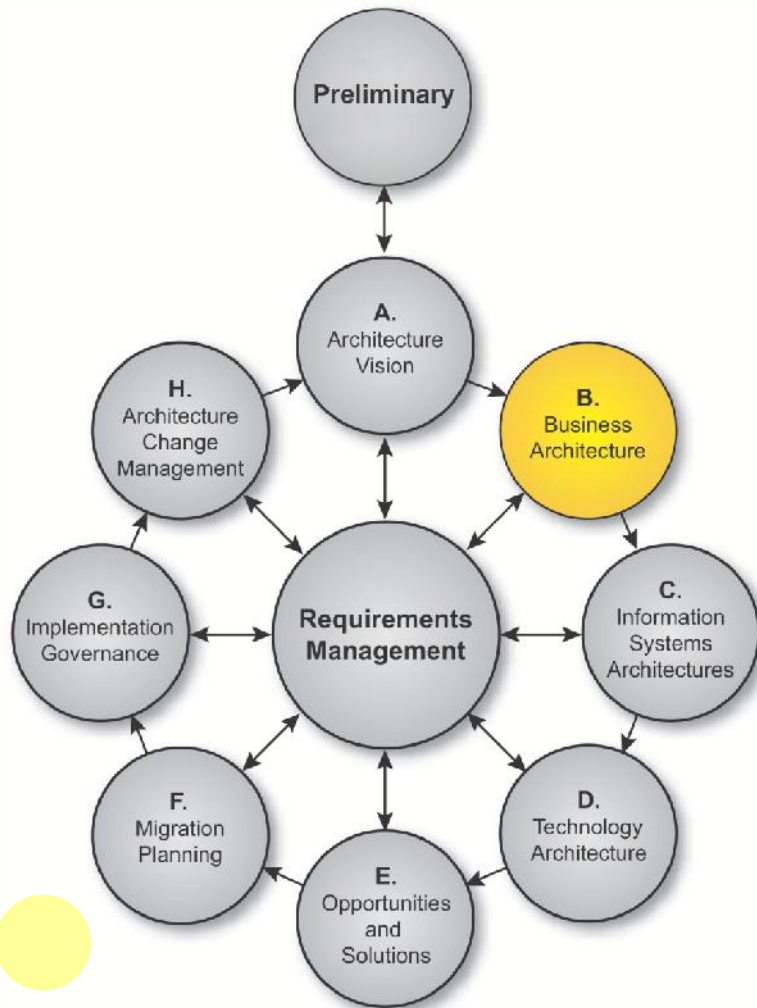 Preliminary
A.
Architecture
Vision
B.
Business
Architecture
C.
Information
Systems
Architectures
D.
Technology
Architecture
E.
Opportunities
and
Solutions
F.
Migration
Planning
G.
Implementation
Governance
H.
Architecture
Change
Management
Requirements
Management